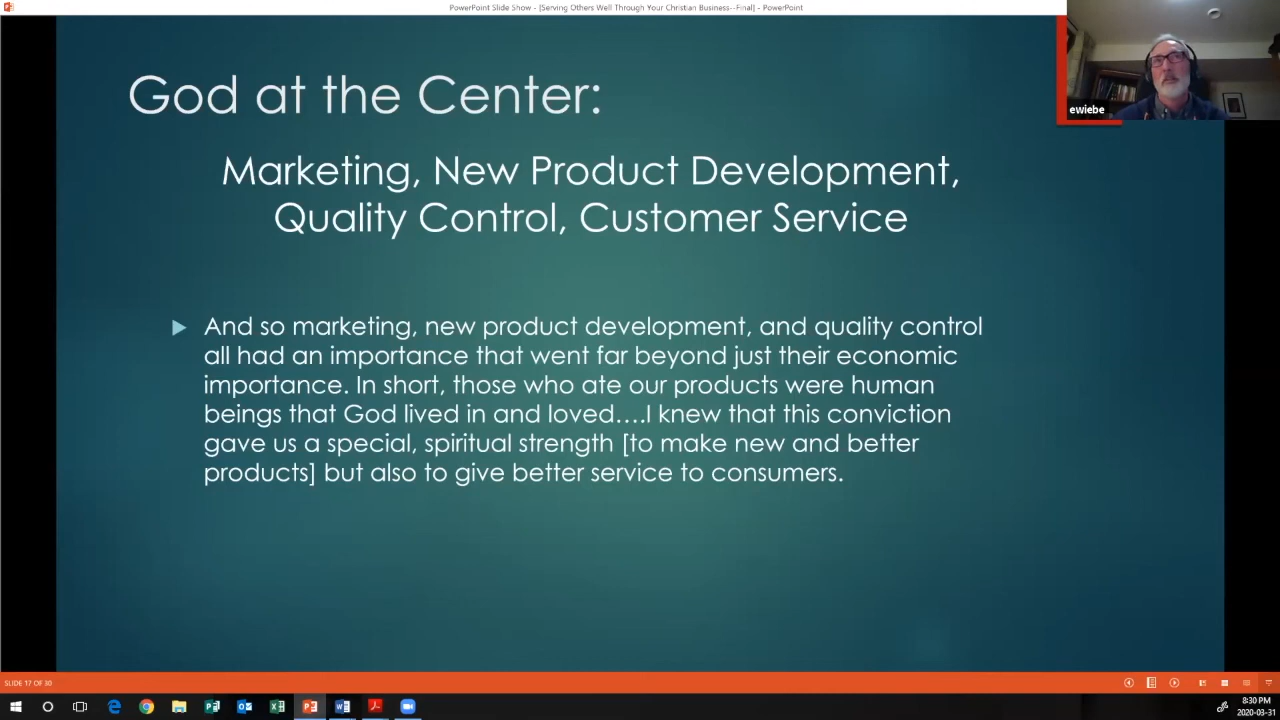 PowerPoint Slide Show - [Serving Others Well Through Your Christian Business--Final] - PowerPoint
ewiebe
God at the Center:
Marketing, New Product Development,
Quality Control, Customer Service
And so marketing, new product development, and quality control
all had an importance that went far beyond just their economic
importance. In short, those who ate our products were human
beings that God lived in and loved….I knew that this conviction
gave us a special, spiritual strength [to make new and better
products] but also to give better service to consumers.
SLIDE 17 OF 30
8:30 PM
2020-03-31